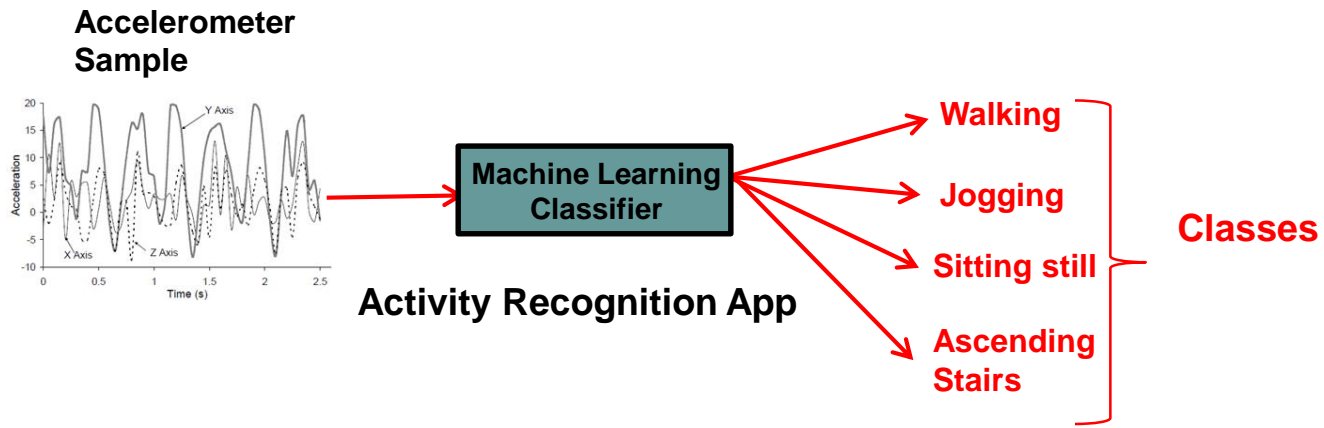 Accelerometer
Sample
20
15
10
5
0
-5
-10
Acceleration
Y Axis
X Axis
Z Axis
0
0.5
1
1.5
2
2.5
Time (s)
Machine Learning
Classifier
Activity Recognition App
Walking
Jogging
Sitting still
Ascending
Stairs
Classes